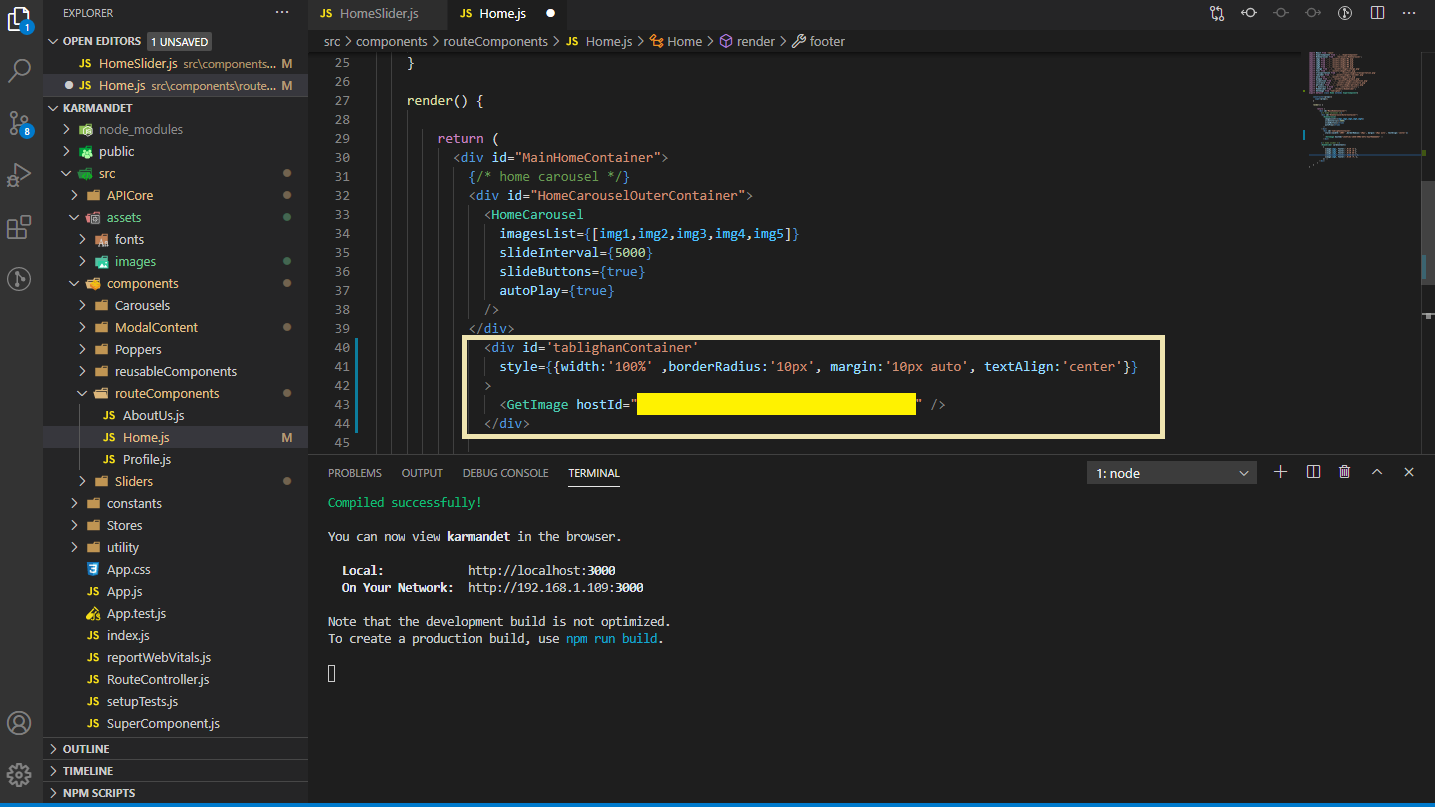 EXPLORER
OPEN EDITORS 1 UNSAVED
JS HomeSlider.js src\components... M
JS Home.js src\components\route... M
KARMANDET
node_modules
public
src
APICore
assets
fonts
images
components
Carousels
ModalContent
Poppers
reusableComponents
routeComponents
JS AboutUs.js
JS Home.js M
JS Profile.js
Sliders
constants
Stores
utility
App.css
JS App.js
App.test.js
JS index.js
JS reportWebVitals.js
JS RouteController.js
JS setupTests.js
JS SuperComponent.js
OUTLINE
TIMELINE
NPM SCRIPTS
1
8
JS HomeSlider.js JS Home.js
src > components > routeComponents > JS Home.js > Home > render > footer
25 }
26
27 render() {
28
29 return (
30 <div id="MainHomeContainer">
31 {/* home carousel */}
32 <div id="HomeCarouselOuterContainer">
33 <HomeCarousel
34 imagesList={[img1,img2,img3,img4,img5]}
35 slideInterval={5000}
36 slideButtons={true}
37 autoPlay={true}
38 />
39 </div>
40 <div id='tablighanContainer'
41 style={{width:'100%' ,borderRadius:'10px', margin:'10px auto', textAlign:'center'}}
42 >
43 <GetImage hostId=" " />
44 </div>
45
PROBLEMS OUTPUT DEBUG CONSOLE TERMINAL 1: node
Compiled successfully!
You can now view karmandet in the browser.
Local: http://localhost:3000
On Your Network: http://192.168.1.109:3000
Note that the development build is not optimized.
To create a production build, use npm run build.